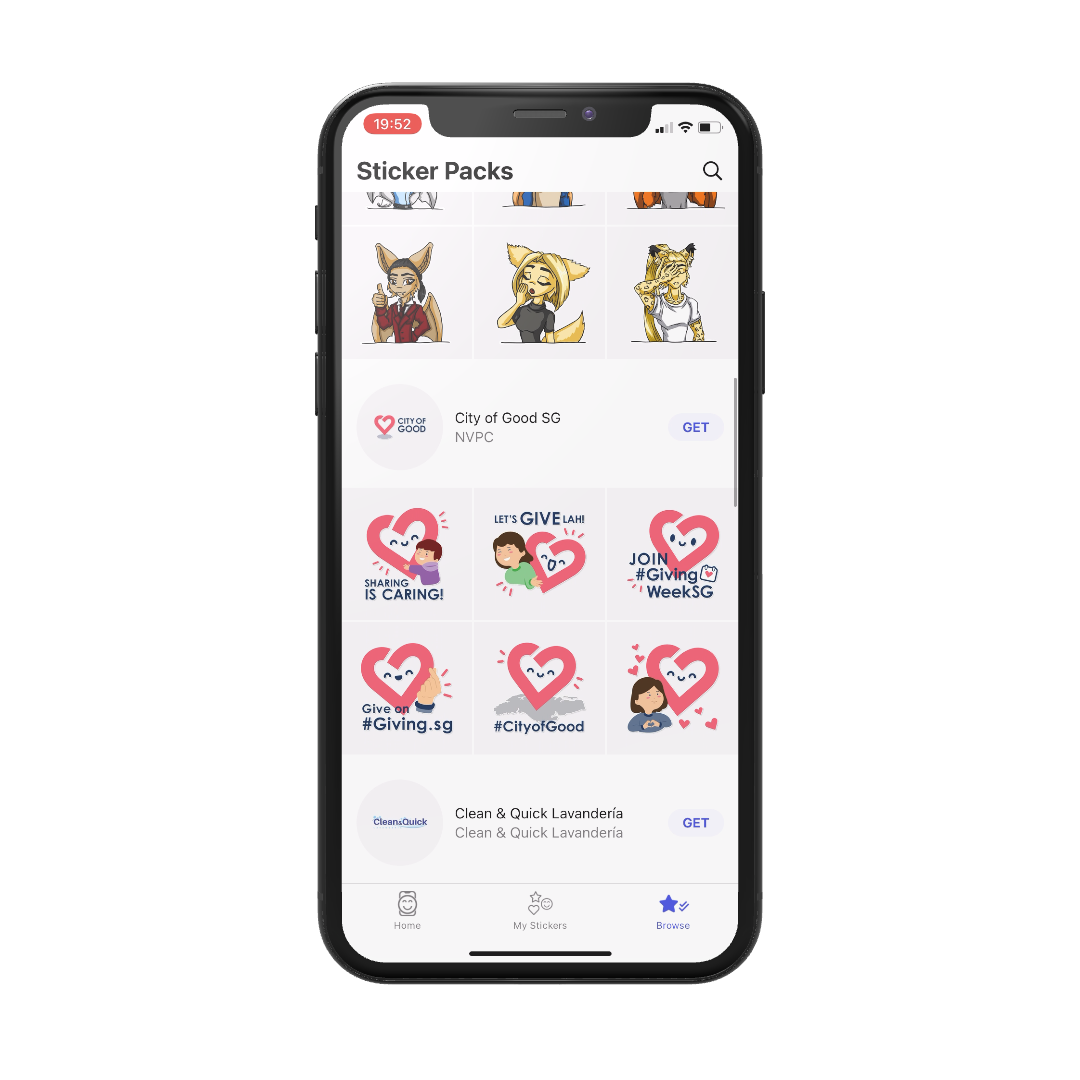 19:52
Sticker Packs
CITY OF
GOOD
City of Good SG
NVPC
GET
SHARING
IS CARING!
LET'S GIVE LAH!
JOIN
#Giving
WeekSG
Give on
#Giving.sg
#CityofGood
Clean&Quick
Clean & Quick Lavandería
Clean & Quick Lavandería
GET
Home
My Stickers
Browse